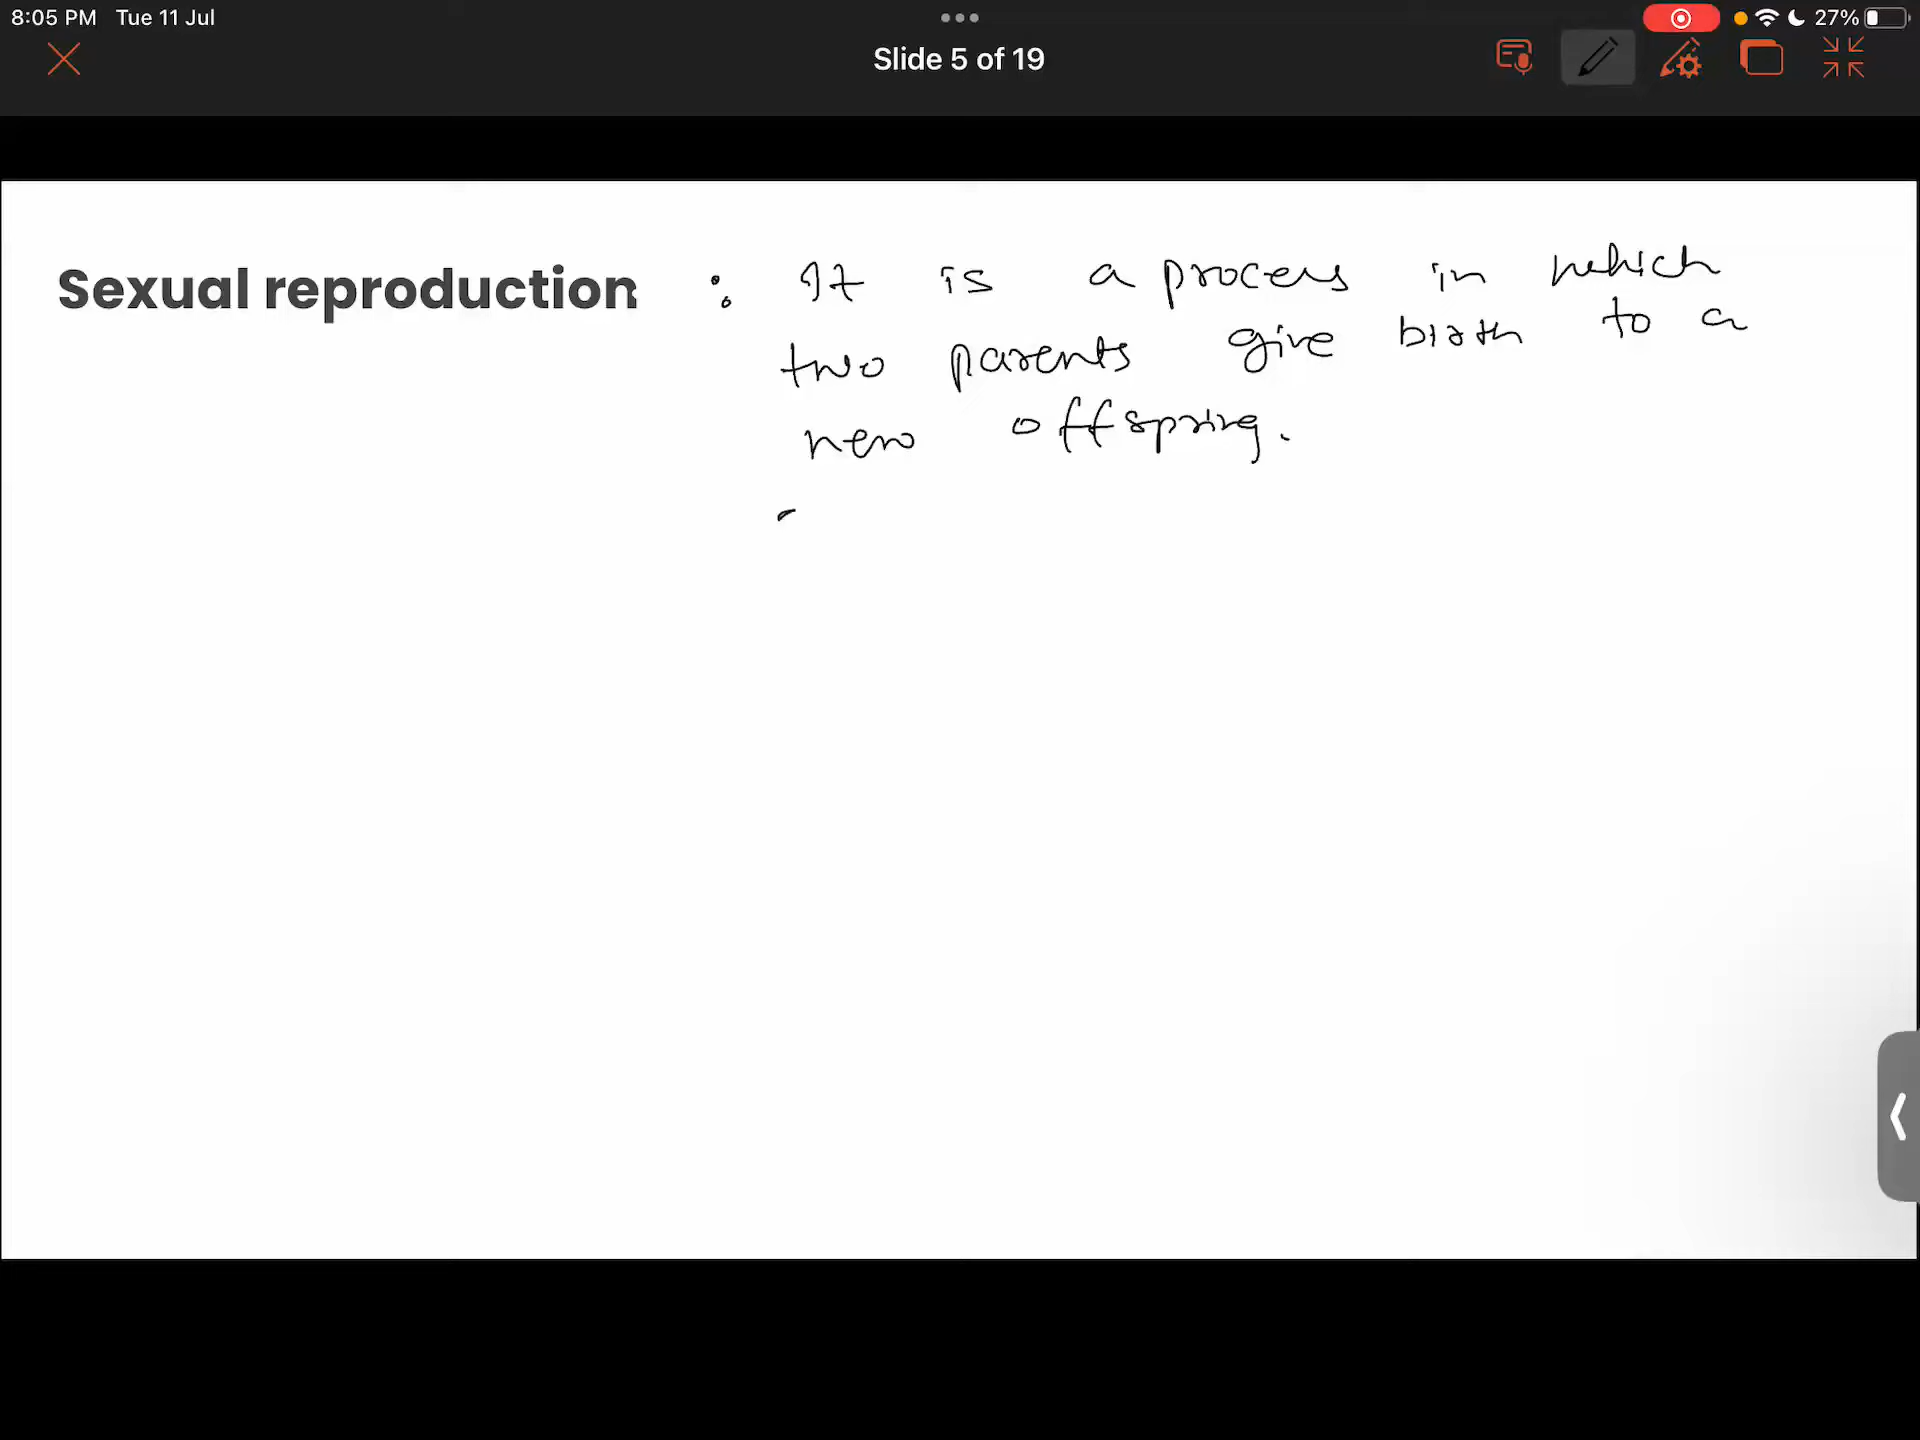 8:05 PM Tue 11 Jul
27%
Slide 5 of 19
Sexual reproduction : It is a process in which
two parents give birth to a
new offspring.